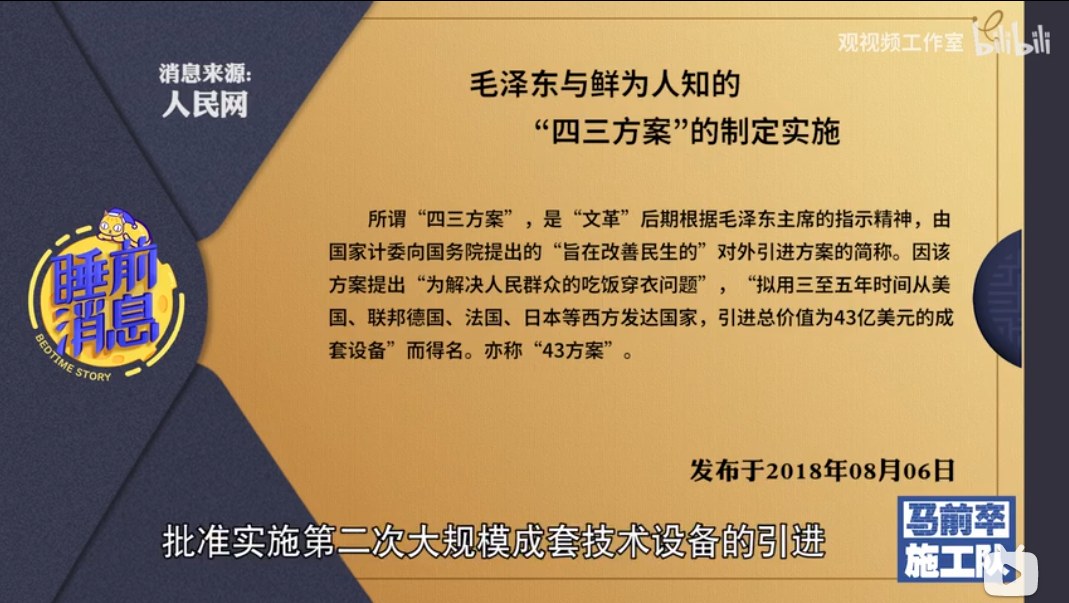 观视频工作室 bilibili
消息来源:
人民网
毛泽东与鲜为人知的
“四三方案”的制定实施
所谓“四三方案”，是“文革”后期根据毛泽东主席的指示精神，由
国家计委向国务院提出的“旨在改善民生的”对外引进方案的简称。因该
方案提出“为解决人民群众的吃饭穿衣问题”，“拟用三至五年时间从美
国、联邦德国、法国、日本等西方发达国家，引进总价值为43亿美元的成
套设备”而得名。亦称“43方案”。
睡前
消息
BEDTIME STORY
发布于2018年08月06日
马前卒
施工队
批准实施第二次大规模成套技术设备的引进